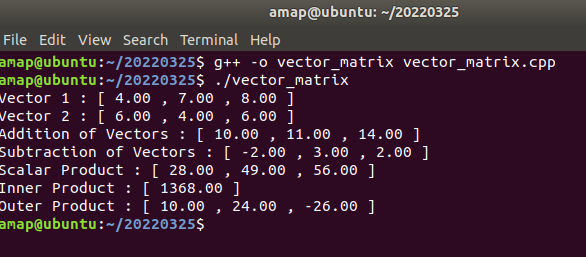 amap@ubuntu: ~/20220325
File Edit View Search Terminal Help
amap@ubuntu:~/20220325$ g++ -o vector_matrix vector_matrix.cpp
amap@ubuntu:~/20220325$ ./vector_matrix
Vector 1 : [ 4.00 , 7.00 , 8.00 ]
Vector 2 : [ 6.00 , 4.00 , 6.00 ]
Addition of Vectors : [ 10.00 , 11.00 , 14.00 ]
Subtraction of Vectors : [ -2.00 , 3.00 , 2.00 ]
Scalar Product : [ 28.00 , 49.00 , 56.00 ]
Inner Product : [ 1368.00 ]
Outer Product : [ 10.00 , 24.00 , -26.00 ]
amap@ubuntu:~/20220325$